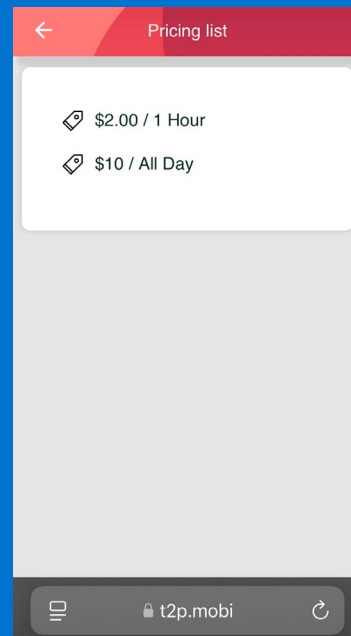 Pricing list
$2.00 / 1 Hour
$10 / All Day
t2p.mobi